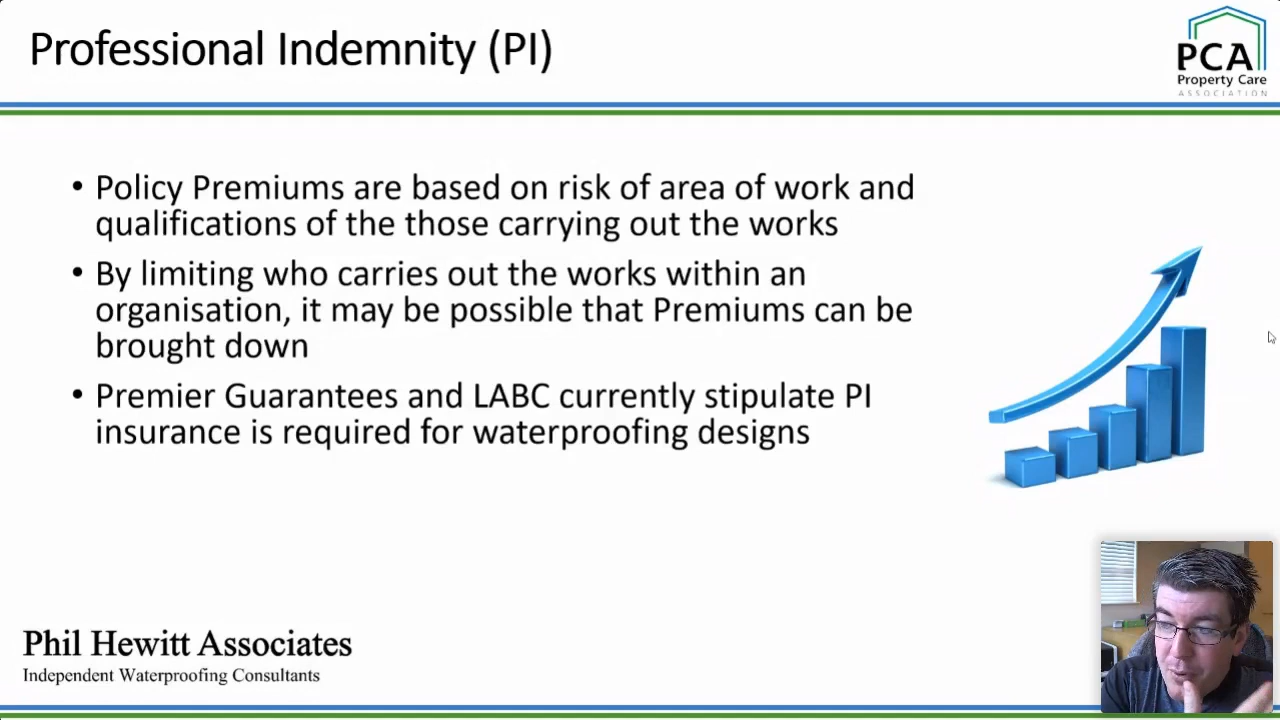 Professional Indemnity (PI)
PCA
Property Care
ASSOCIATION
• Policy Premiums are based on risk of area of work and
qualifications of the those carrying out the works
• By limiting who carries out the works within an
organisation, it may be possible that Premiums can be
brought down
• Premier Guarantees and LABC currently stipulate PI
insurance is required for waterproofing designs
Phil Hewitt Associates
Independent Waterproofing Consultants